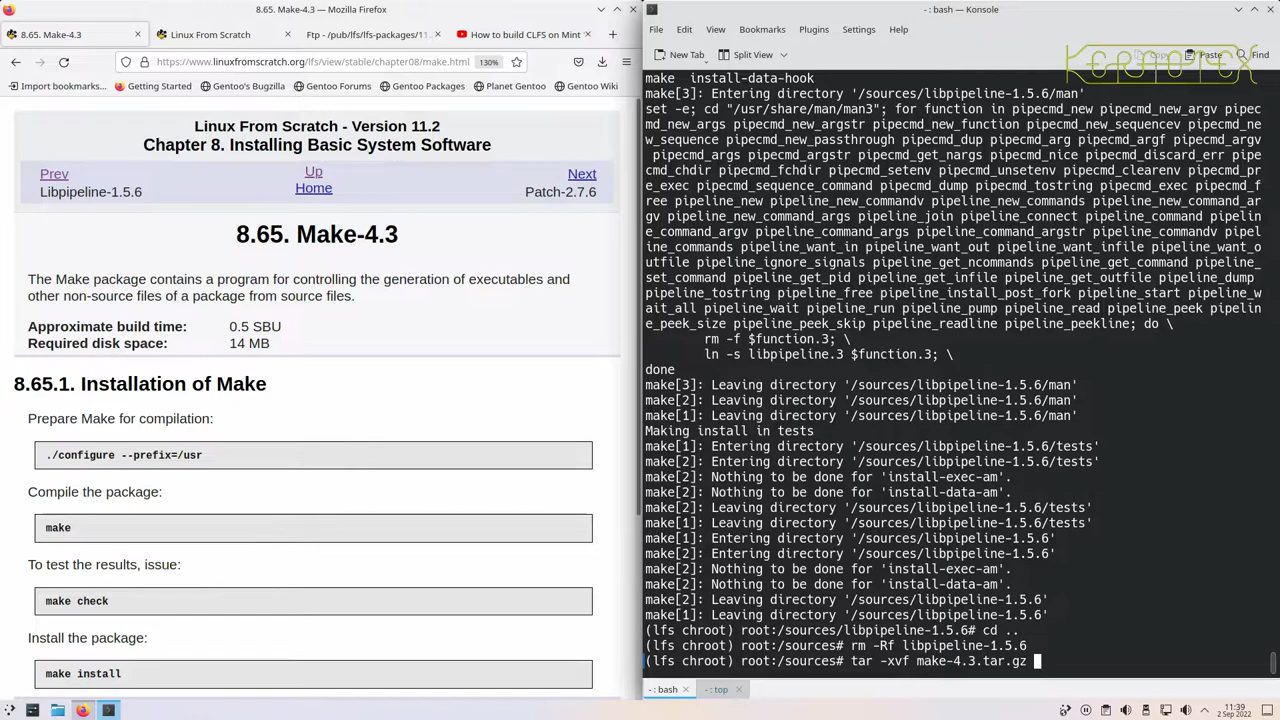 8.65. Make-4.3 — Mozilla Firefox
8.65. Make-4.3
Linux From Scratch
Ftp - /pub/lfs/lfs-packages/11.
How to build CLFS on Mint
https://www.linuxfromscratch.org/lfs/view/stable/chapter08/make.html
130%
Import bookmarks...
Getting Started
Gentoo's Bugzilla
Gentoo Forums
Gentoo Packages
Planet Gentoo
Gentoo Wiki
Linux From Scratch - Version 11.2
Chapter 8. Installing Basic System Software
Prev
Up
Next
Libpipeline-1.5.6
Home
Patch-2.7.6
8.65. Make-4.3
The Make package contains a program for controlling the generation of executables and
other non-source files of a package from source files.
Approximate build time: 0.5 SBU
Required disk space: 14 MB
8.65.1. Installation of Make
Prepare Make for compilation:
./configure --prefix=/usr
Compile the package:
make
To test the results, issue:
make check
Install the package:
make install
- : bash — Konsole
File Edit View Bookmarks Plugins Settings Help
New Tab
Split View
Copy
Paste
Find
KERNOTEX
make  install-data-hook
make[3]: Entering directory '/sources/libpipeline-1.5.6/man'
set -e; cd "/usr/share/man/man3"; for function in pipecmd_new pipecmd_new_argv pipec
md_new_args pipecmd_new_argstr pipecmd_new_function pipecmd_new_sequencev pipecmd_ne
w_sequence pipecmd_new_passthrough pipecmd_dup pipecmd_arg pipecmd_argf pipecmd_argv
pipecmd_args pipecmd_argstr pipecmd_get_nargs pipecmd_nice pipecmd_discard_err pipe
cmd_chdir pipecmd_fchdir pipecmd_setenv pipecmd_unsetenv pipecmd_clearenv pipecmd_pr
e_exec pipecmd_sequence_command pipecmd_dump pipecmd_tostring pipecmd_exec pipecmd_f
ree pipeline_new pipeline_new_commandv pipeline_new_commands pipeline_new_command_ar
gv pipeline_new_command_args pipeline_join pipeline_connect pipeline_command pipelin
e_command_argv pipeline_command_args pipeline_command_argstr pipeline_commandv pipel
ine_commands pipeline_want_in pipeline_want_out pipeline_want_infile pipeline_want_o
utfile pipeline_ignore_signals pipeline_get_ncommands pipeline_get_command pipeline_
set_command pipeline_get_pid pipeline_get_infile pipeline_get_outfile pipeline_dump
pipeline_tostring pipeline_free pipeline_install_post_fork pipeline_start pipeline_w
ait_all pipeline_wait pipeline_run pipeline_pump pipeline_read pipeline_peek pipelin
e_peek_size pipeline_peek_skip pipeline_readline pipeline_peekline; do \
rm -f $function.3; \
ln -s libpipeline.3 $function.3; \
done
make[3]: Leaving directory '/sources/libpipeline-1.5.6/man'
make[2]: Leaving directory '/sources/libpipeline-1.5.6/man'
make[1]: Leaving directory '/sources/libpipeline-1.5.6/man'
Making install in tests
make[1]: Entering directory '/sources/libpipeline-1.5.6/tests'
make[2]: Entering directory '/sources/libpipeline-1.5.6/tests'
make[2]: Nothing to be done for 'install-exec-am'.
make[2]: Nothing to be done for 'install-data-am'.
make[2]: Leaving directory '/sources/libpipeline-1.5.6/tests'
make[1]: Leaving directory '/sources/libpipeline-1.5.6/tests'
make[1]: Entering directory '/sources/libpipeline-1.5.6'
make[2]: Entering directory '/sources/libpipeline-1.5.6'
make[2]: Nothing to be done for 'install-exec-am'.
make[2]: Nothing to be done for 'install-data-am'.
make[2]: Leaving directory '/sources/libpipeline-1.5.6'
make[1]: Leaving directory '/sources/libpipeline-1.5.6'
(lfs chroot) root:/sources/libpipeline-1.5.6# cd ..
(lfs chroot) root:/sources# rm -Rf libpipeline-1.5.6
(lfs chroot) root:/sources# tar -xvf make-4.3.tar.gz
- : bash
- : top
11:39
2 Sep 2022